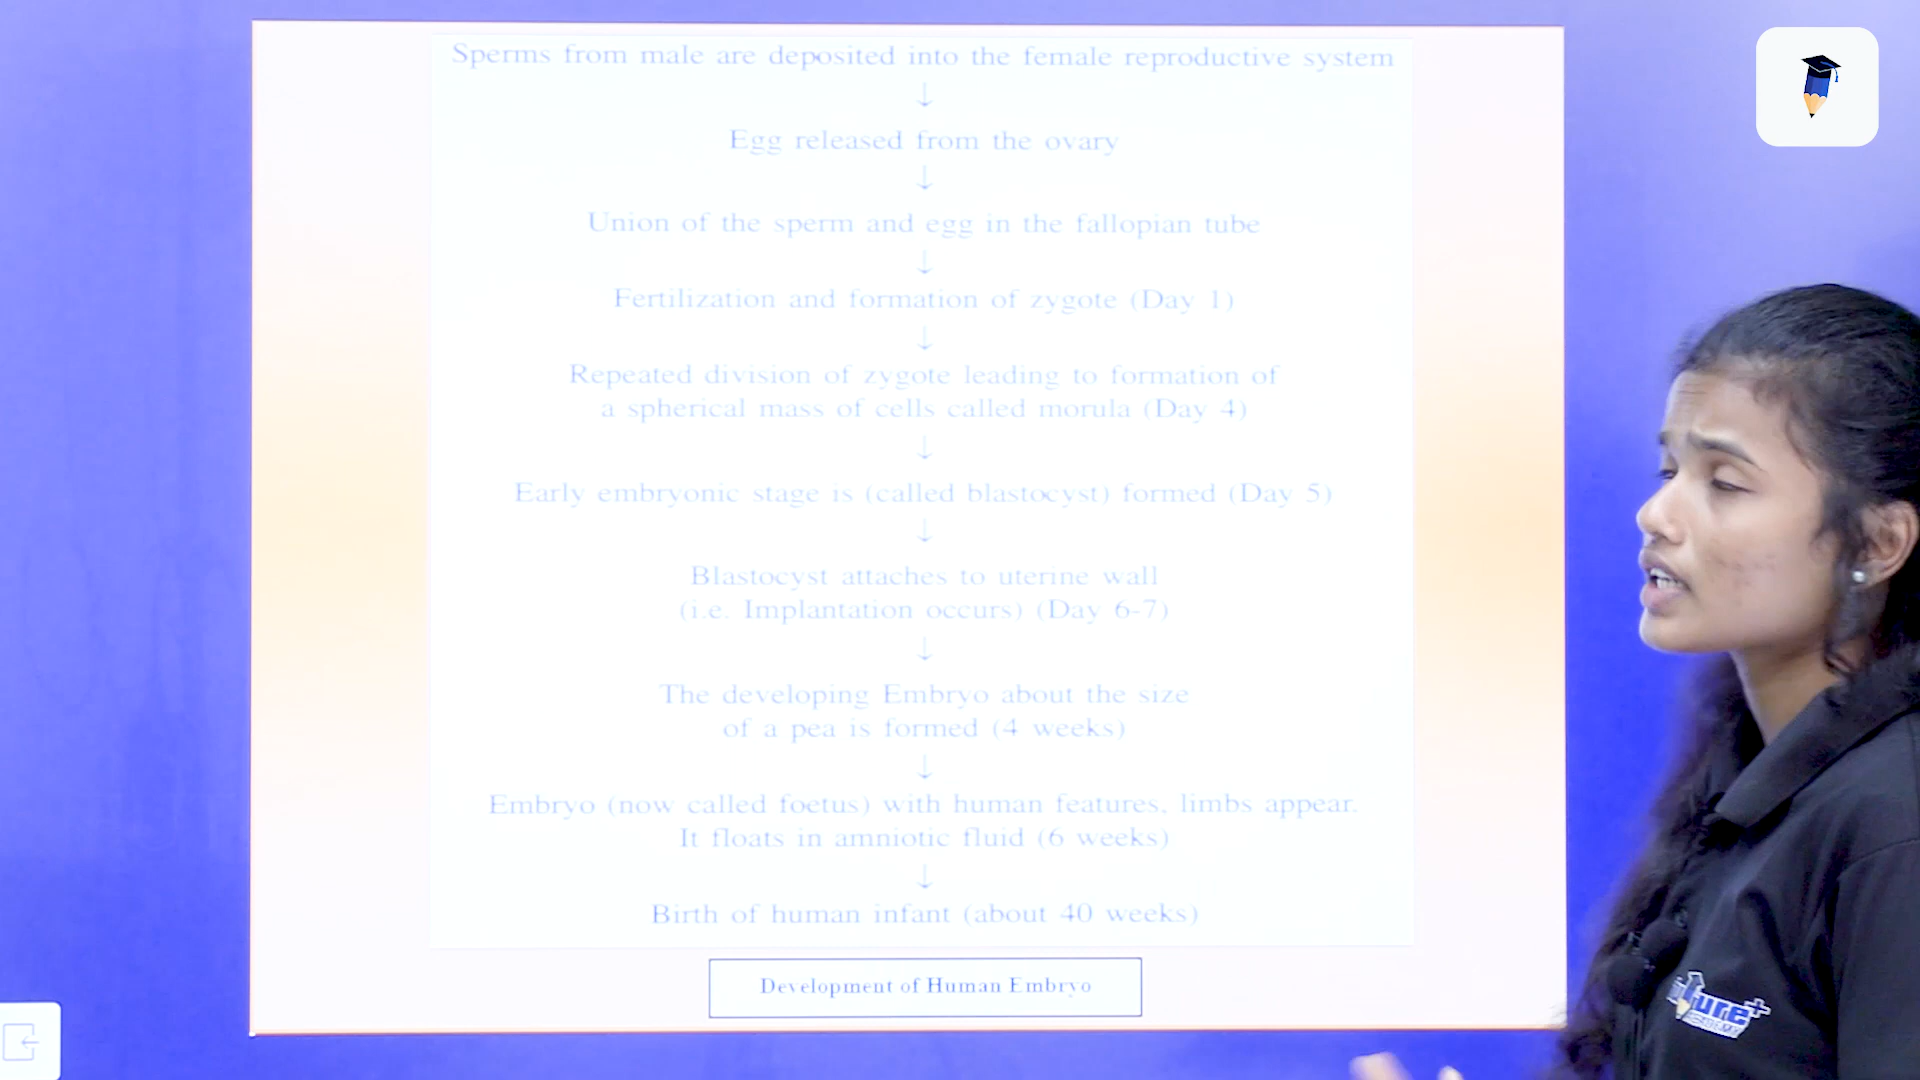 Sperms from male are deposited into the female reproductive system
↓
Egg released from the ovary
↓
Union of the sperm and egg in the fallopian tube
↓
Fertilization and formation of zygote (Day 1)
↓
Repeated division of zygote leading to formation of
a spherical mass of cells called morula (Day 4)
↓
Early embryonic stage is (called blastocyst) formed (Day 5)
↓
Blastocyst attaches to uterine wall
(i.e. Implantation occurs) (Day 6-7)
↓
The developing Embryo about the size
of a pea is formed (4 weeks)
↓
Embryo (now called foetus) with human features, limbs appear.
It floats in amniotic fluid (6 weeks)
↓
Birth of human infant (about 40 weeks)
Development of Human Embryo